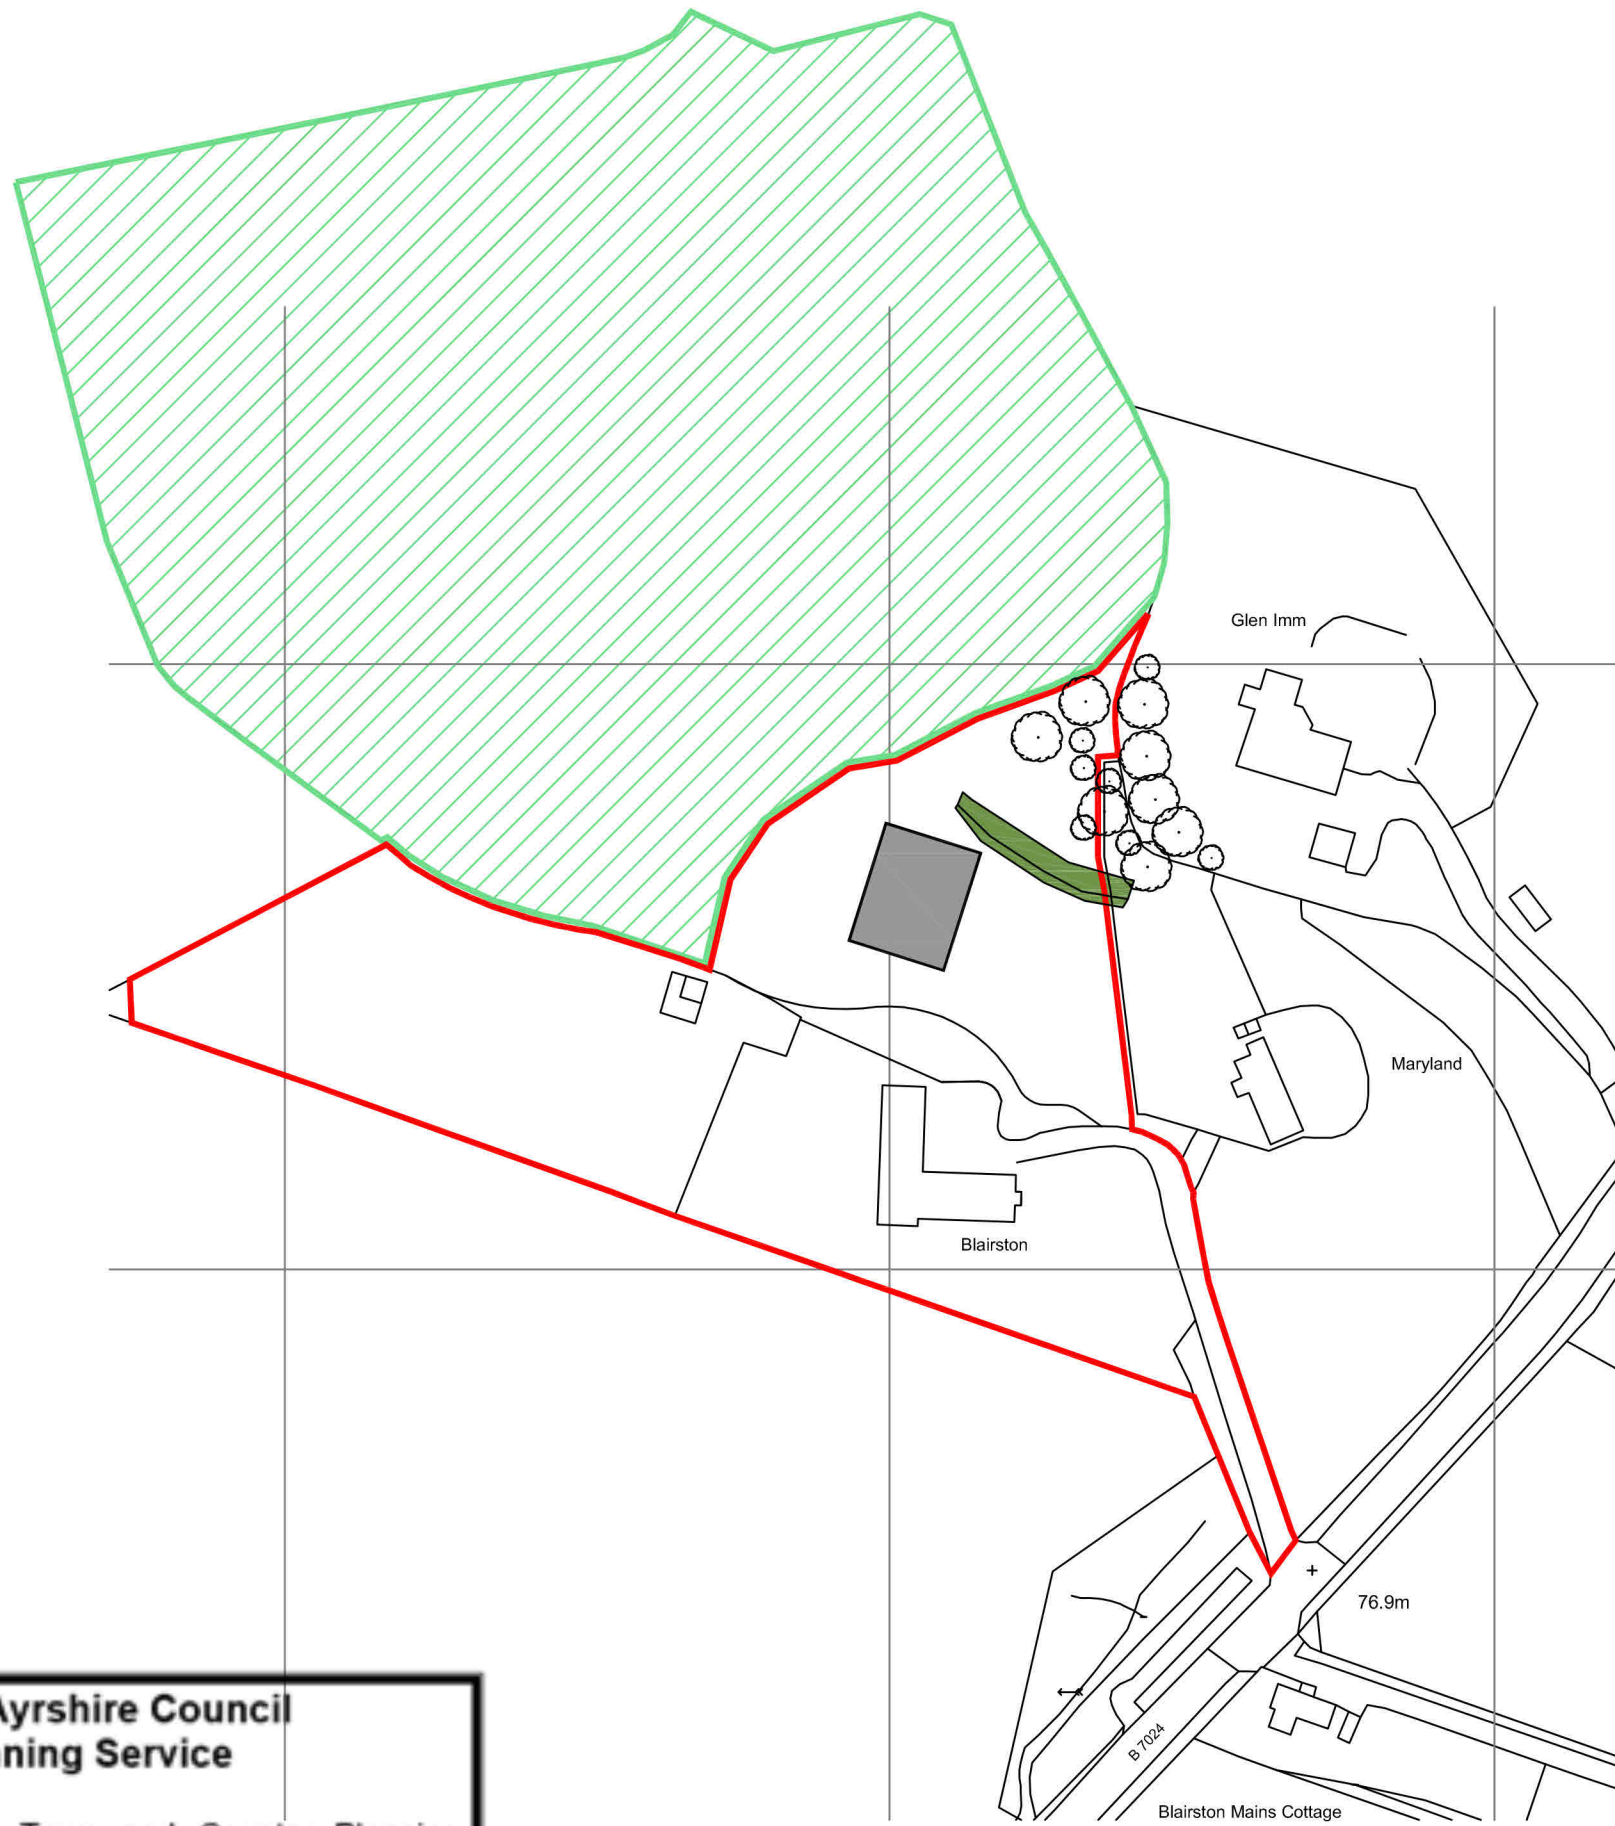 Glen Imm
Maryland
Blairston
76.9m
B 7024
Blairston Mains Cottage
Ayrshire Council
ning Service